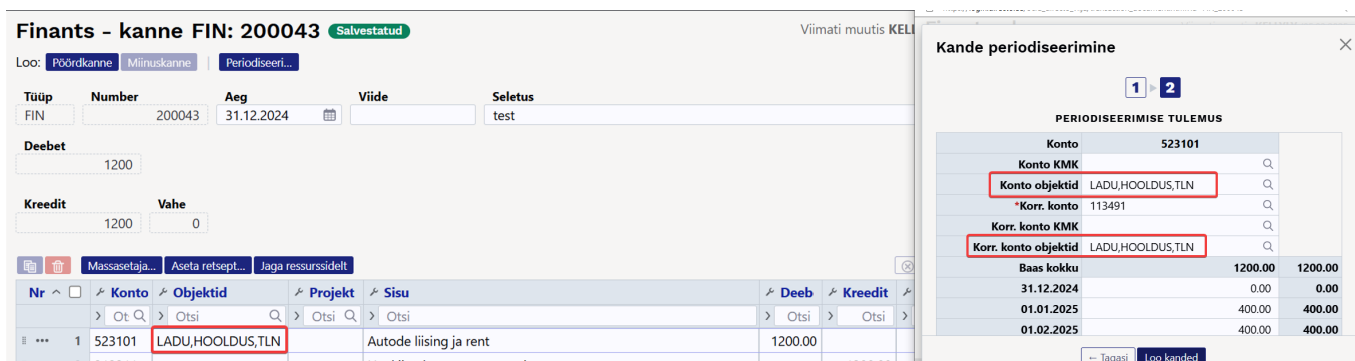 Finants - kanne FIN: 200043 Salvestatud
Viimati muutis KELL
Loo: Pöördkanne Miinuskanne Periodiseeri...
Tüüp Number Aeg Viide Seletus
FIN 200043 31.12.2024 test
Deebet
1200
Kreedit Vahe
1200 0
Massasetaja... Aseta retsept... Jaga ressurssidelt
Nr Konto Objektid Projekt Sisu Deeb Kreedit
Ot Otsi Otsi Otsi Otsi Otsi
1 523101 LADU,HOOLDUS,TLN Autode liising ja rent 1200.00
Kande periodiseerimine
1 2
PERIODISEERIMISE TULEMUS
Konto 523101
Konto KMK
Konto objektid LADU,HOOLDUS,TLN
*Korr. konto 113491
Korr. konto KMK
Korr. konto objektid LADU,HOOLDUS,TLN
Baas kokku 1200.00 1200.00
31.12.2024 0.00 0.00
01.01.2025 400.00 400.00
01.02.2025 400.00 400.00
← Tagasi Loo kanded